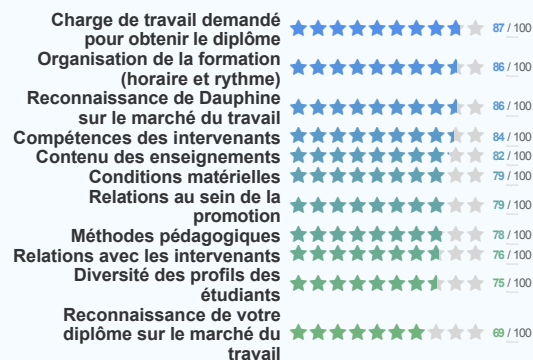 Charge de travail demandé
pour obtenir le diplôme
87 / 100
Organisation de la formation
(horaire et rythme)
86 / 100
Reconnaissance de Dauphine
sur le marché du travail
86 / 100
Compétences des intervenants
84 / 100
Contenu des enseignements
82 / 100
Conditions matérielles
79 / 100
Relations au sein de la
promotion
79 / 100
Méthodes pédagogiques
78 / 100
Relations avec les intervenants
76 / 100
Diversité des profils des
étudiants
75 / 100
Reconnaissance de votre
diplôme sur le marché du
travail
69 / 100